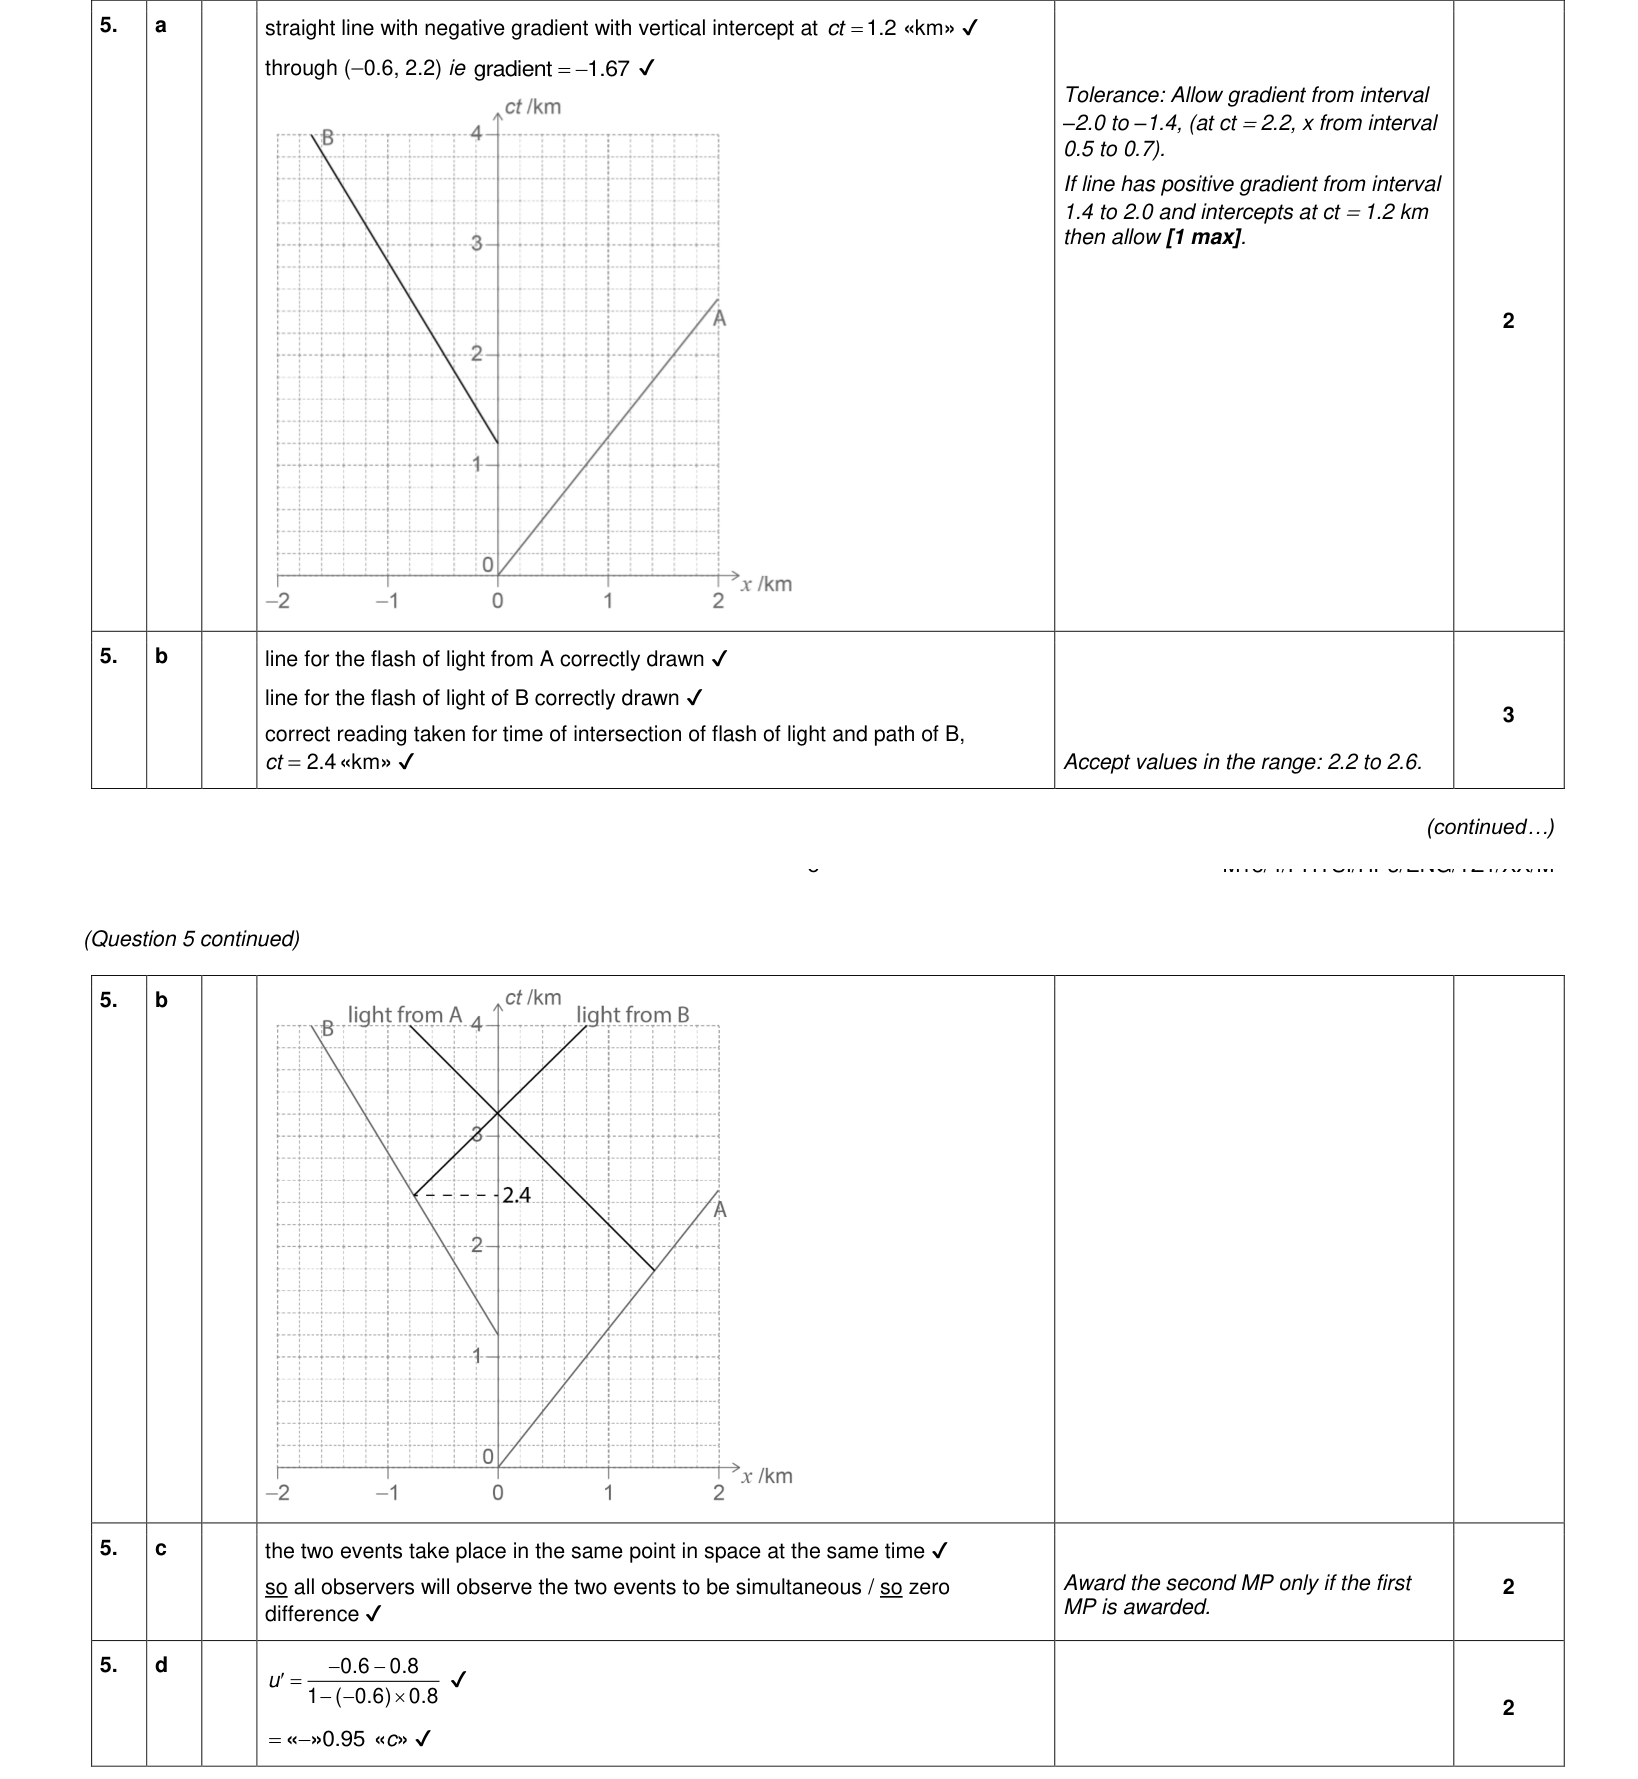 5. a straight line with negative gradient with vertical intercept at ct = 1.2 «km» ✓
through (−0.6, 2.2) ie gradient = −1.67 ✓
Tolerance: Allow gradient from interval
−2.0 to −1.4, (at ct = 2.2, x from interval
0.5 to 0.7).
If line has positive gradient from interval
1.4 to 2.0 and intercepts at ct = 1.2 km
then allow [1 max].
2
ct /km
B
4
3
2
A
1
0
x /km
−2 −1 0 1 2
5. b line for the flash of light from A correctly drawn ✓
line for the flash of light of B correctly drawn ✓
correct reading taken for time of intersection of flash of light and path of B,
ct = 2.4 «km» ✓
Accept values in the range: 2.2 to 2.6.
3
(continued…)
(Question 5 continued)
5. b
ct /km
light from A light from B
B
4
3
2.4
2
A
1
0
x /km
−2 −1 0 1 2
5. c the two events take place in the same point in space at the same time ✓
so all observers will observe the two events to be simultaneous / so zero
difference ✓
Award the second MP only if the first
MP is awarded.
2
5. d u′ = −0.6 − 0.8 / 1 − (−0.6) × 0.8 ✓
= «−»0.95 «c» ✓
2